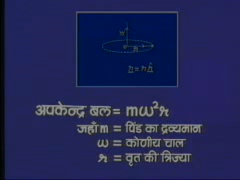 अपकेन्द्र बल = mω²r
जहाँ m = पिंड का द्रव्यमान
ω = कोणीय चाल
r = वृत की त्रिज्या